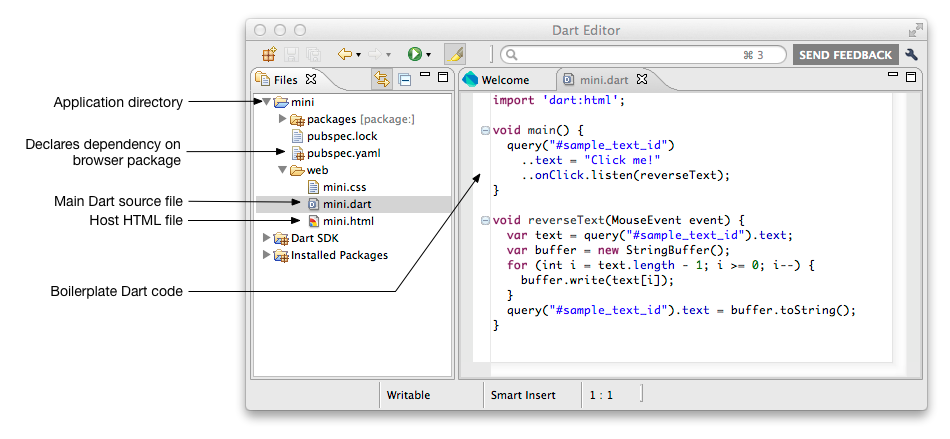 Dart Editor
⌘ 3
SEND FEEDBACK
Files
Welcome
mini.dart
Application directory
mini
packages [package:]
pubspec.lock
Declares dependency on
browser package
pubspec.yaml
web
mini.css
Main Dart source file
mini.dart
Host HTML file
mini.html
Dart SDK
Installed Packages
Boilerplate Dart code
import 'dart:html';
void main() {
query("#sample_text_id")
..text = "Click me!"
..onClick.listen(reverseText);
}
void reverseText(MouseEvent event) {
var text = query("#sample_text_id").text;
var buffer = new StringBuffer();
for (int i = text.length - 1; i >= 0; i--) {
buffer.write(text[i]);
}
query("#sample_text_id").text = buffer.toString();
}
Writable
Smart Insert
1 : 1